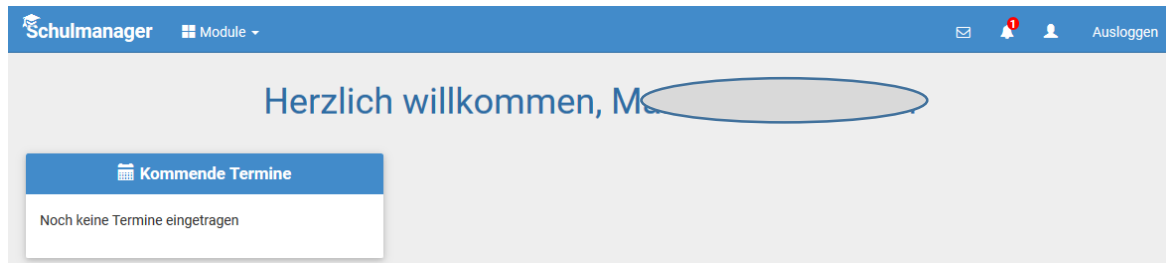 Schulmanager Module 1 Ausloggen
Herzlich willkommen,
Kommende Termine
Noch keine Termine eingetragen